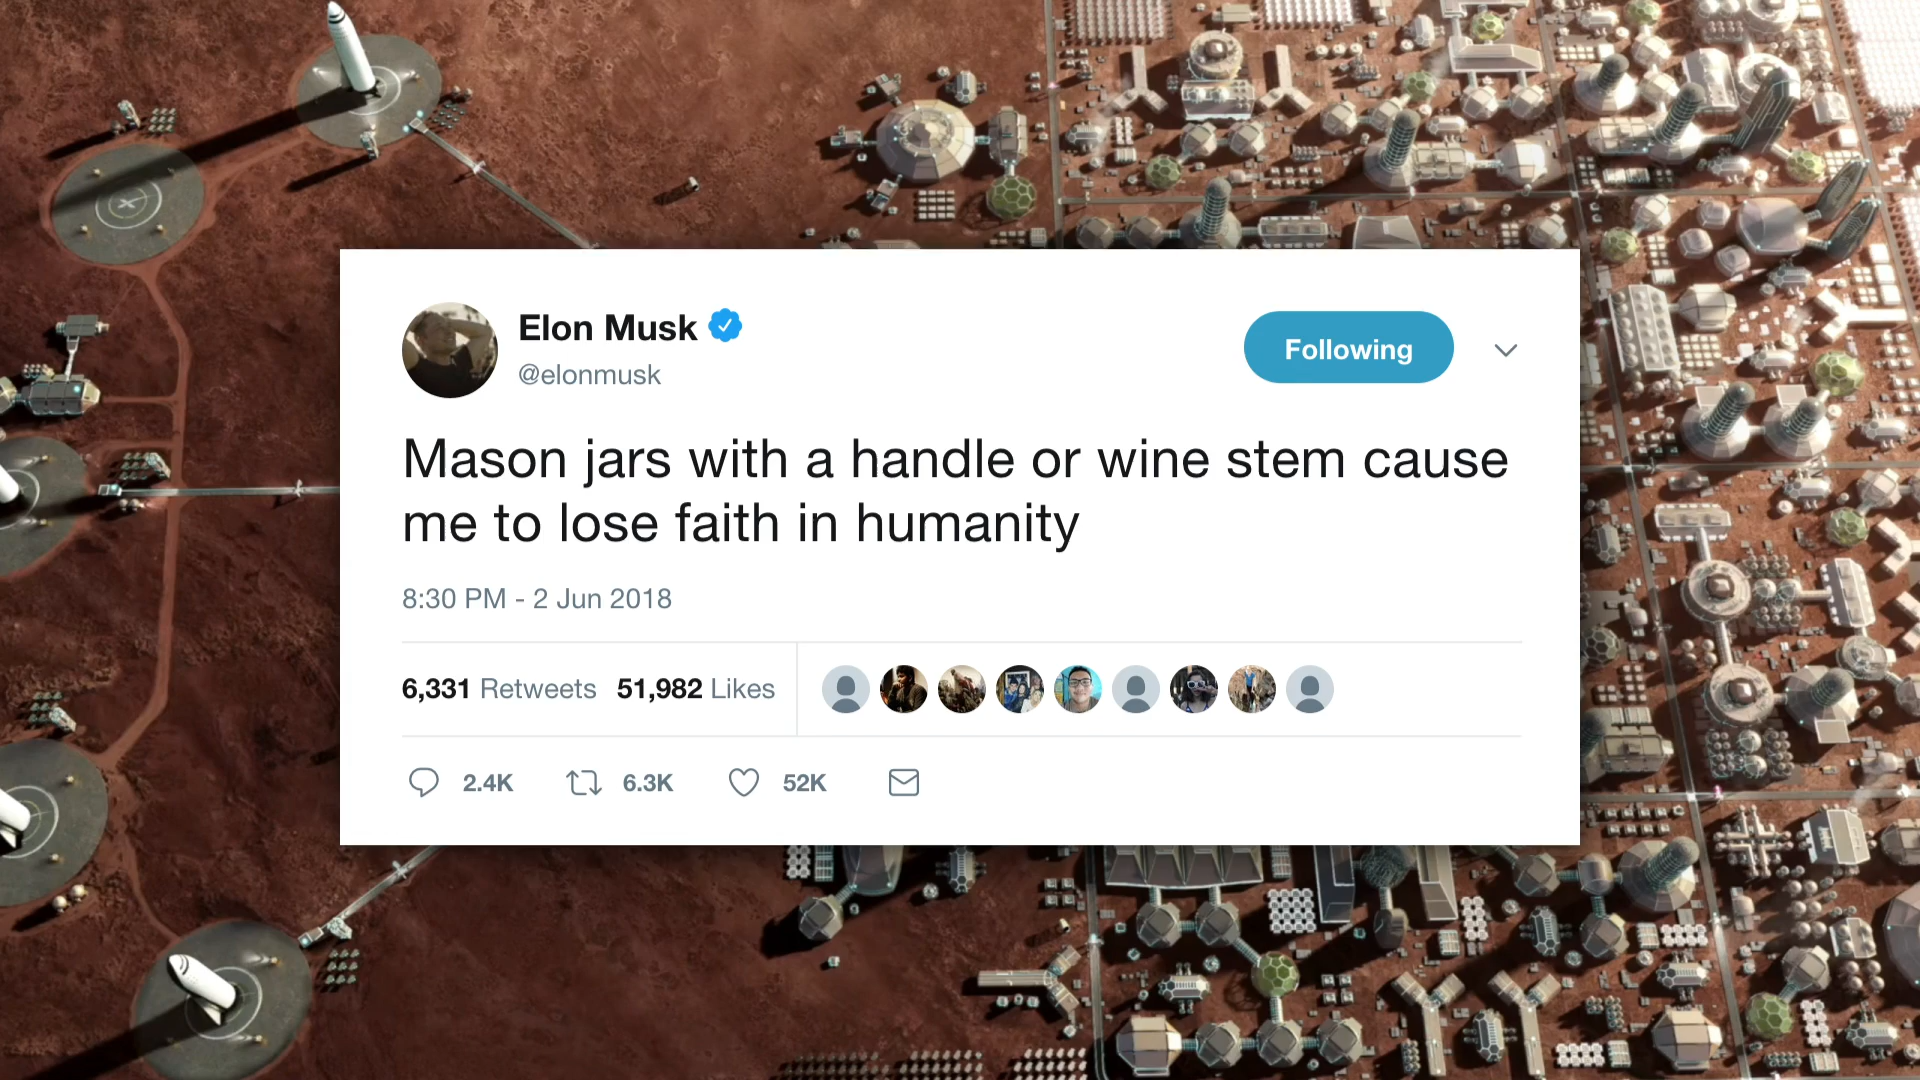 Elon Musk
@elonmusk
Following
Mason jars with a handle or wine stem cause
me to lose faith in humanity
8:30 PM - 2 Jun 2018
6,331 Retweets 51,982 Likes
2.4K 6.3K 52K